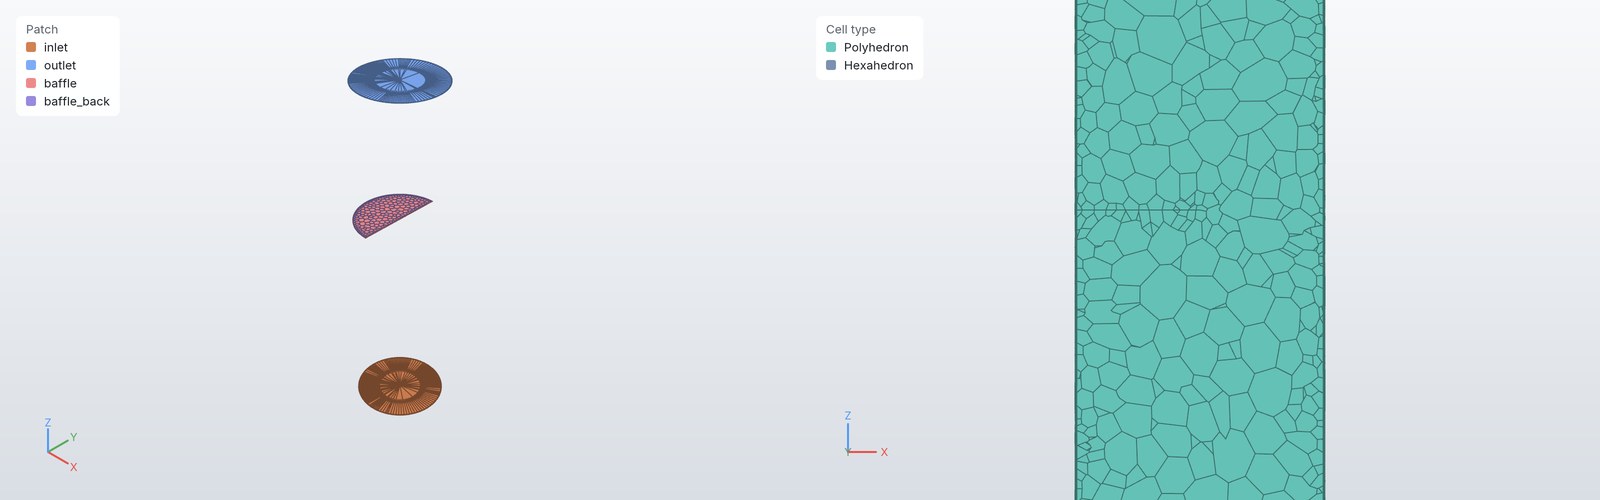 Patch
inlet
outlet
baffle
baffle_back
Z
Y
X
Cell type
Polyhedron
Hexahedron
Z
Y
X